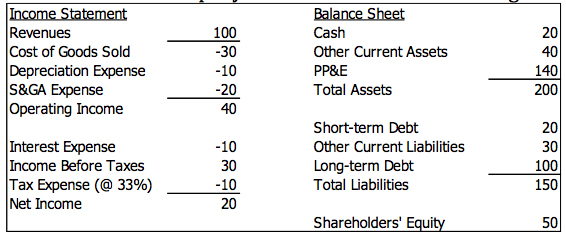 Income Statement Balance Sheet
Revenues 100 Cash 20
Cost of Goods Sold -30 Other Current Assets 40
Depreciation Expense -10 PP&E 140
S&GA Expense -20 Total Assets 200
Operating Income 40
Short-term Debt 20
Interest Expense -10 Other Current Liabilities 30
Income Before Taxes 30 Long-term Debt 100
Tax Expense (@ 33%) -10 Total Liabilities 150
Net Income 20
Shareholders' Equity 50